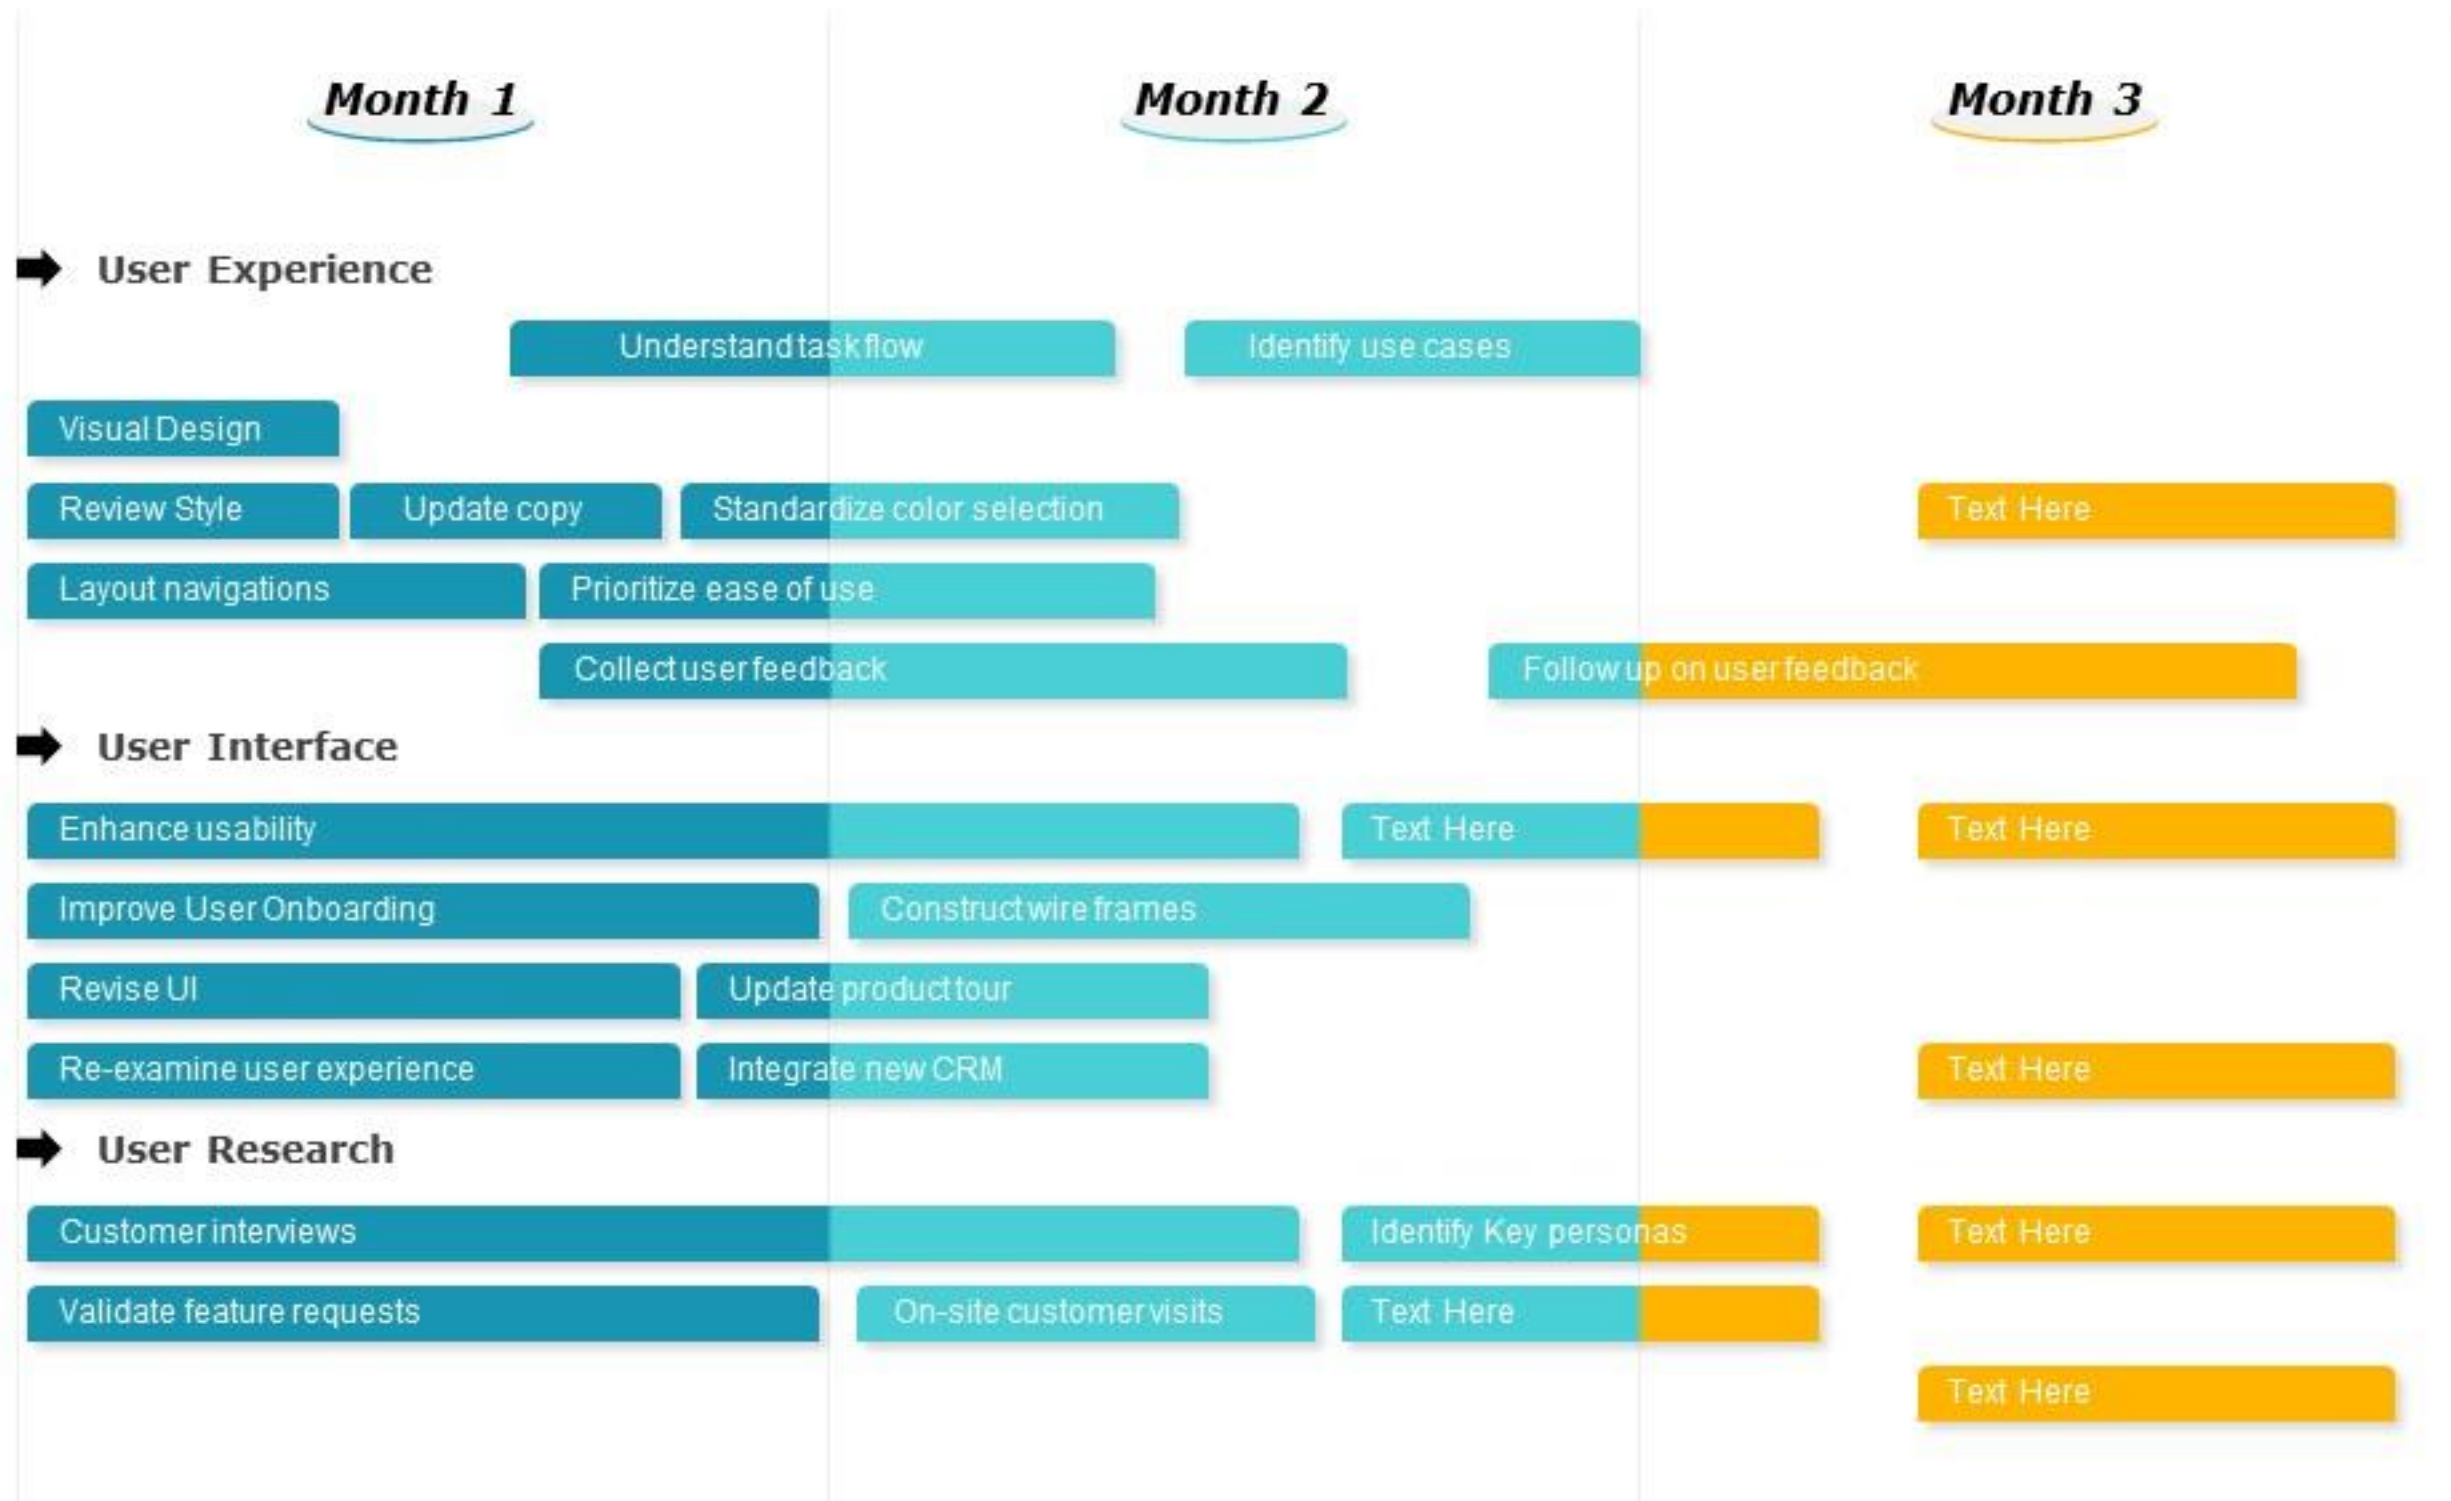 Month 1
Month 2
Month 3
User Experience
Understand task flow
Identify use cases
Visual Design
Review Style
Update copy
Standardize color selection
Text Here
Layout navigations
Prioritize ease of use
Collect user feedback
Follow up on user feedback
User Interface
Enhance usability
Text Here
Text Here
Improve User Onboarding
Construct wire frames
Revise UI
Update product tour
Re-examine user experience
Integrate new CRM
Text Here
User Research
Customer interviews
Identify Key personas
Text Here
Validate feature requests
On-site customer visits
Text Here
Text Here